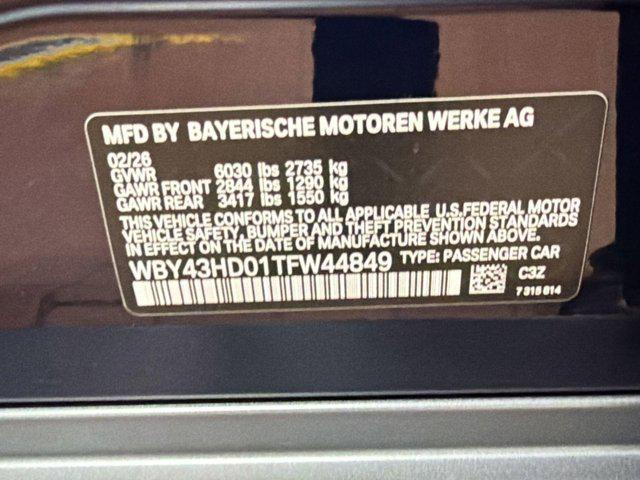 MFD BY BAYERISCHE MOTOREN WERKE AG
02/26
GVWR 6030 lbs 2735 kg
GAWR FRONT 2844 lbs 1290 kg
GAWR REAR 3417 lbs 1550 kg
THIS VEHICLE CONFORMS TO ALL APPLICABLE U.S.FEDERAL MOTOR
VEHICLE SAFETY, BUMPER AND THEFT PREVENTION STANDARDS
IN EFFECT ON THE DATE OF MANUFACTURE SHOWN ABOVE.
WBY43HD01TFW44849 TYPE: PASSENGER CAR
C3Z
7 315 614